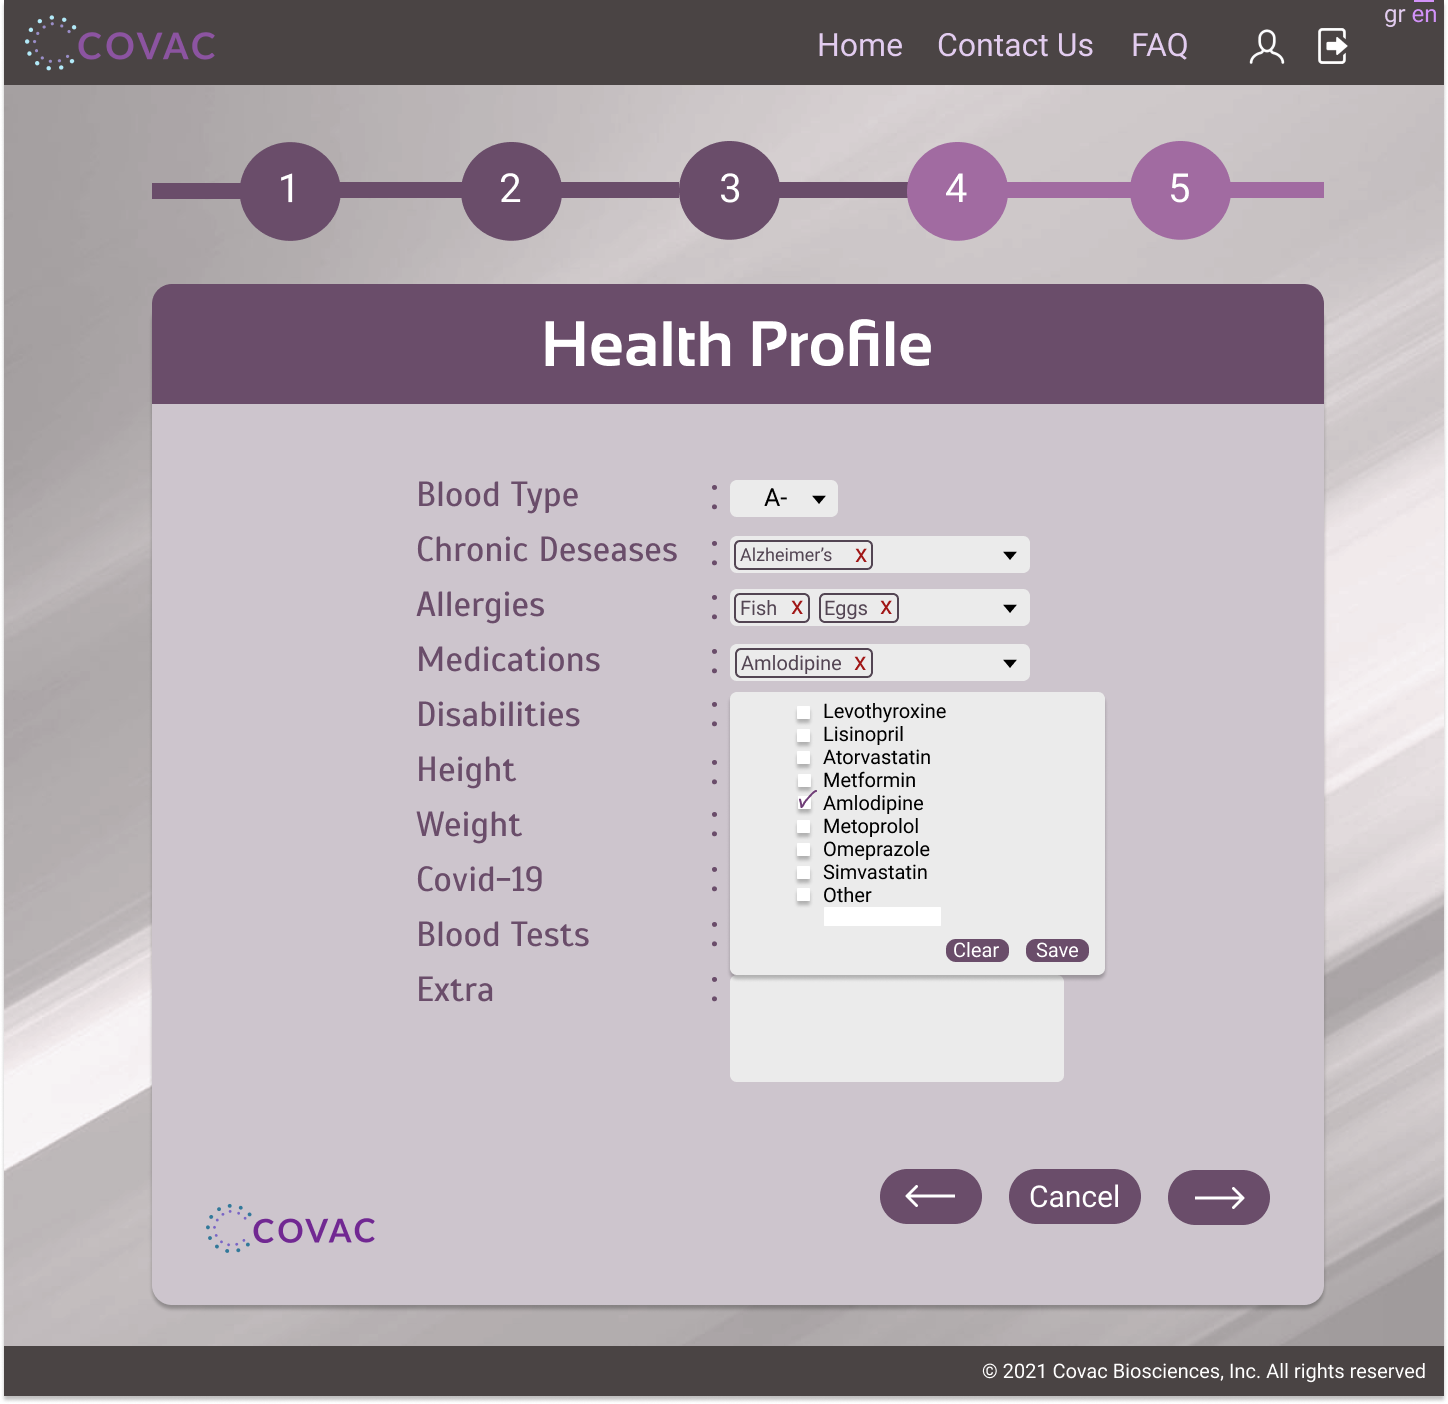 gr en
COVAC Home Contact Us FAQ
1 2 3 4 5
Health Profile
Blood Type : A-
Chronic Deseases : Alzheimer's X
Allergies : Fish X Eggs X
Medications : Amlodipine X
Disabilities :
Levothyroxine
Lisinopril
Atorvastatin
Height :
Metformin
Amlodipine
Weight :
Metoprolol
Omeprazole
Covid-19 :
Simvastatin
Other
Blood Tests :
Clear Save
Extra :
← Cancel →
COVAC
© 2021 Covac Biosciences, Inc. All rights reserved